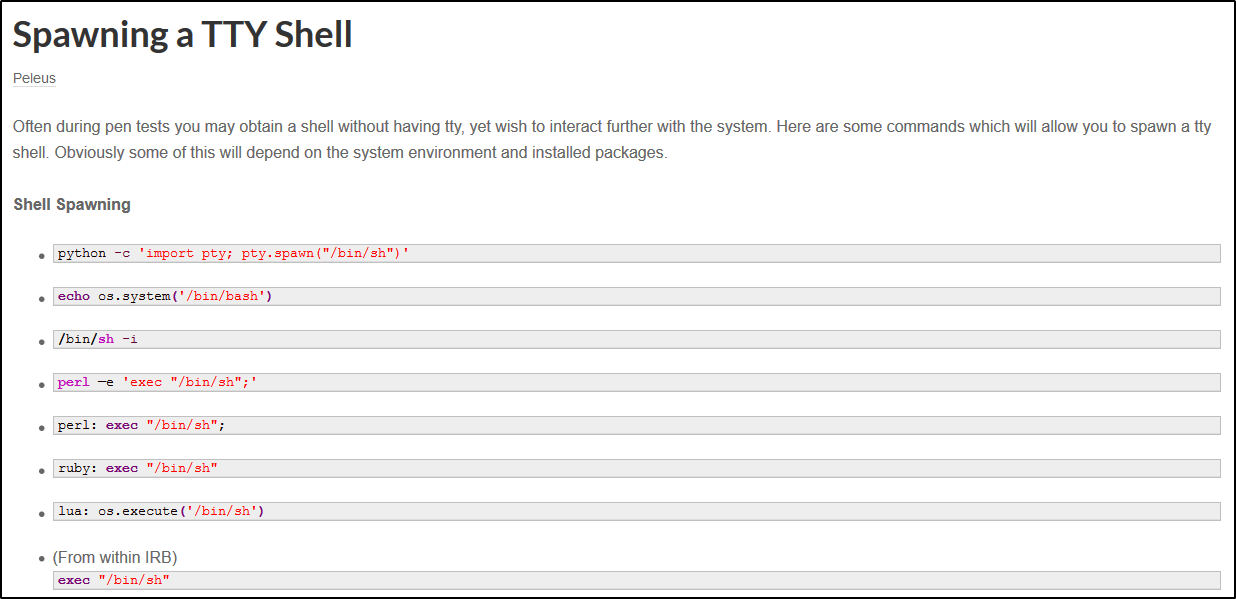 Spawning a TTY Shell
Peleus
Often during pen tests you may obtain a shell without having tty, yet wish to interact further with the system. Here are some commands which will allow you to spawn a tty
shell. Obviously some of this will depend on the system environment and installed packages.
Shell Spawning
python -c 'import pty; pty.spawn("/bin/sh")'
echo os.system('/bin/bash')
/bin/sh -i
perl —e 'exec "/bin/sh";'
perl: exec "/bin/sh";
ruby: exec "/bin/sh"
lua: os.execute('/bin/sh')
(From within IRB)
exec "/bin/sh"